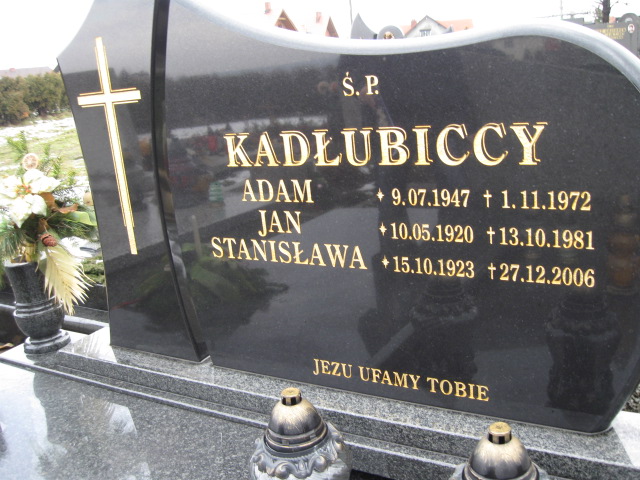 Ś. P.
KADŁUBICCY
ADAM * 9.07.1947 † 1.11.1972
JAN * 10.05.1920 † 13.10.1981
STANISŁAWA * 15.10.1923 † 27.12.2006
JEZU UFAMY TOBIE